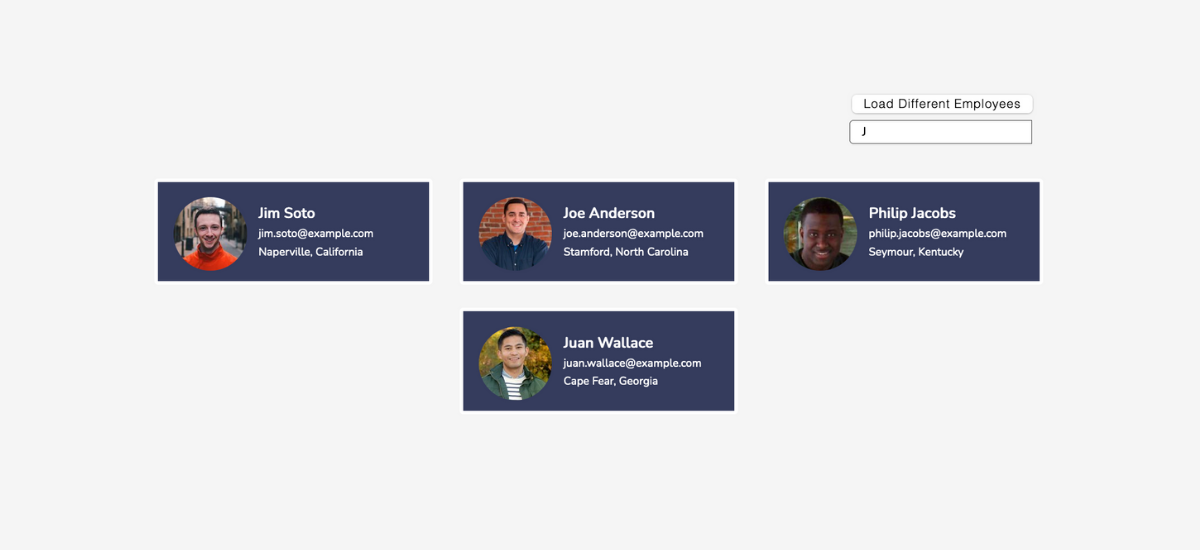 Load Different Employees
J
Jim Soto
jim.soto@example.com
Naperville, California
Joe Anderson
joe.anderson@example.com
Stamford, North Carolina
Philip Jacobs
philip.jacobs@example.com
Seymour, Kentucky
Juan Wallace
juan.wallace@example.com
Cape Fear, Georgia